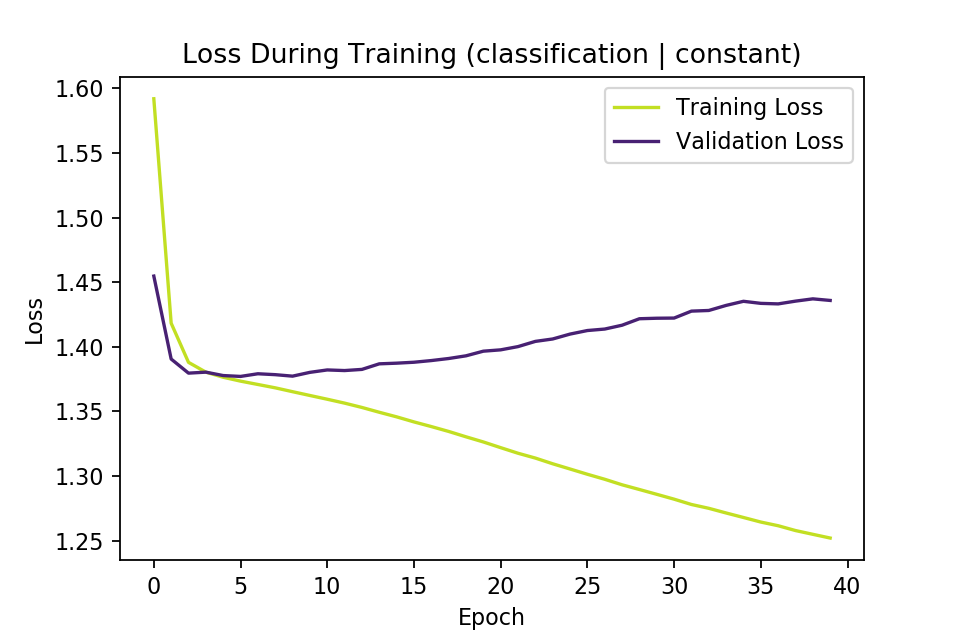 Loss During Training (classification | constant)
Training Loss
Validation Loss
1.60
1.55
1.50
1.45
1.40
1.35
1.30
1.25
Loss
0 5 10 15 20 25 30 35 40
Epoch